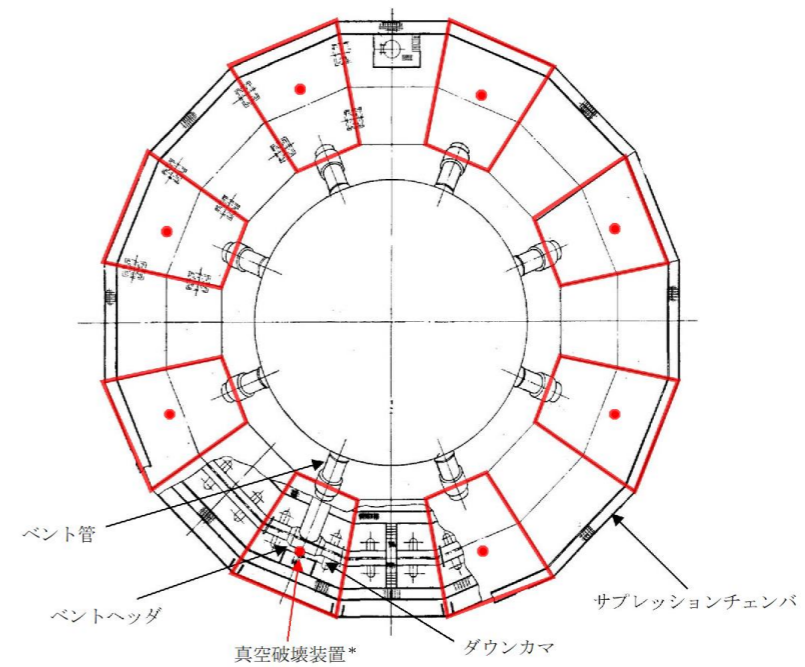 ベント管
ベントヘッダ
真空破壊装置*
ダウンカマ
サプレッションチェンバ